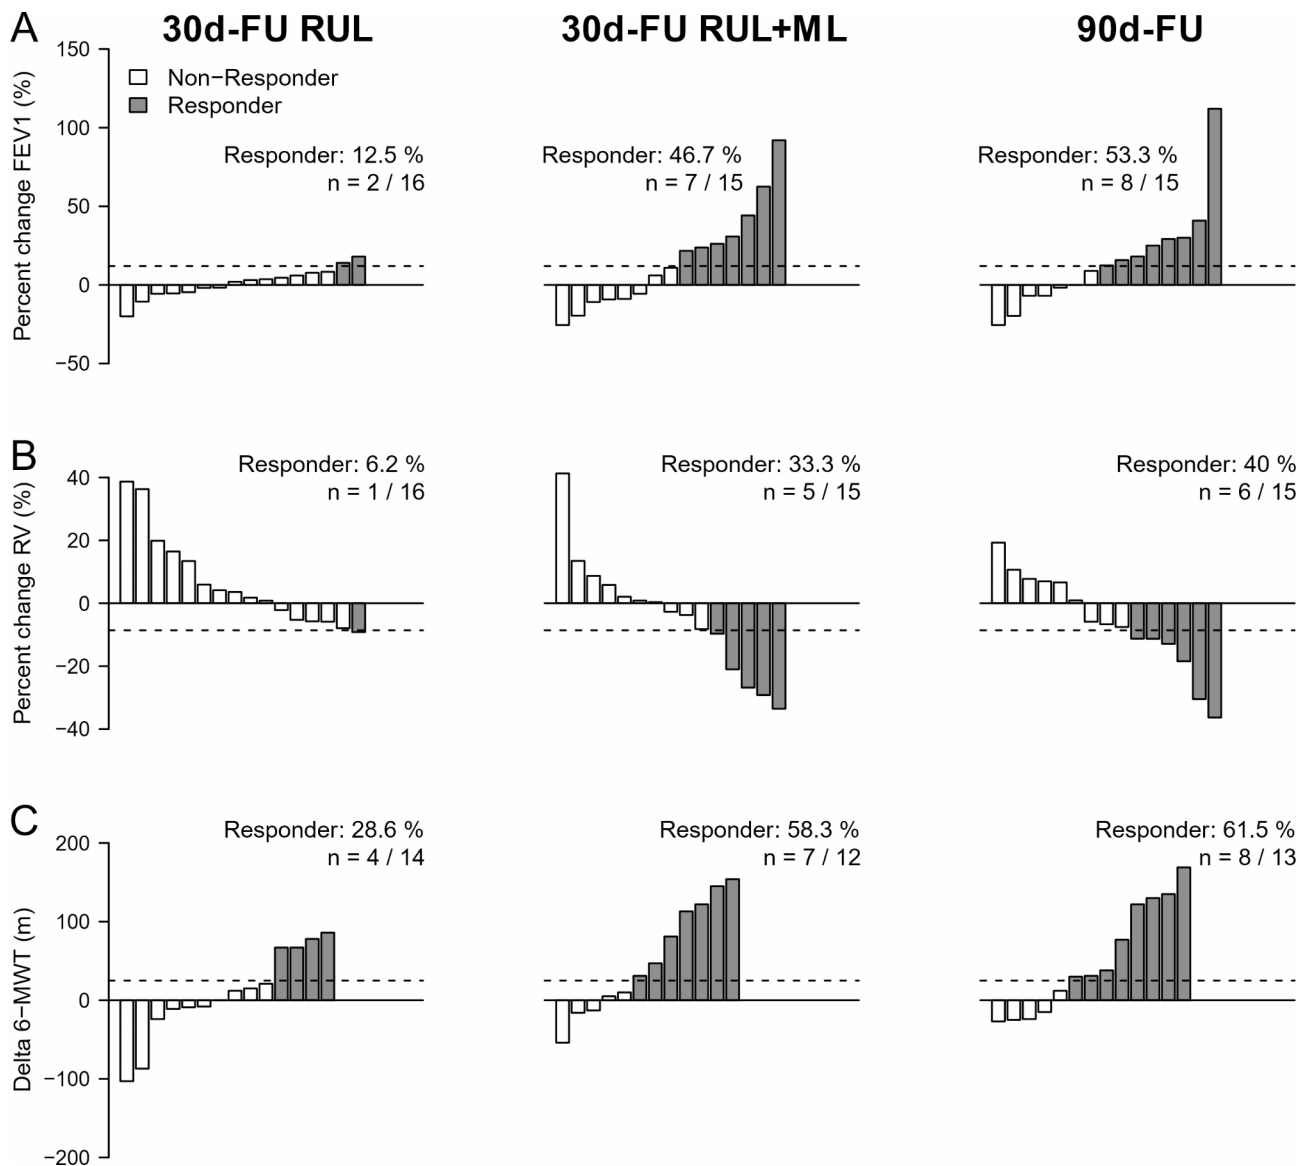 A
30d-FU RUL
30d-FU RUL+ML
90d-FU
Percent change FEV1 (%)
150
100
50
0
−50
Non−Responder
Responder
Responder: 12.5 %
n = 2 / 16
Responder: 46.7 %
n = 7 / 15
Responder: 53.3 %
n = 8 / 15
B
Percent change RV (%)
40
20
0
−20
−40
Responder: 6.2 %
n = 1 / 16
Responder: 33.3 %
n = 5 / 15
Responder: 40 %
n = 6 / 15
C
Delta 6−MWT (m)
200
100
0
−100
−200
Responder: 28.6 %
n = 4 / 14
Responder: 58.3 %
n = 7 / 12
Responder: 61.5 %
n = 8 / 13